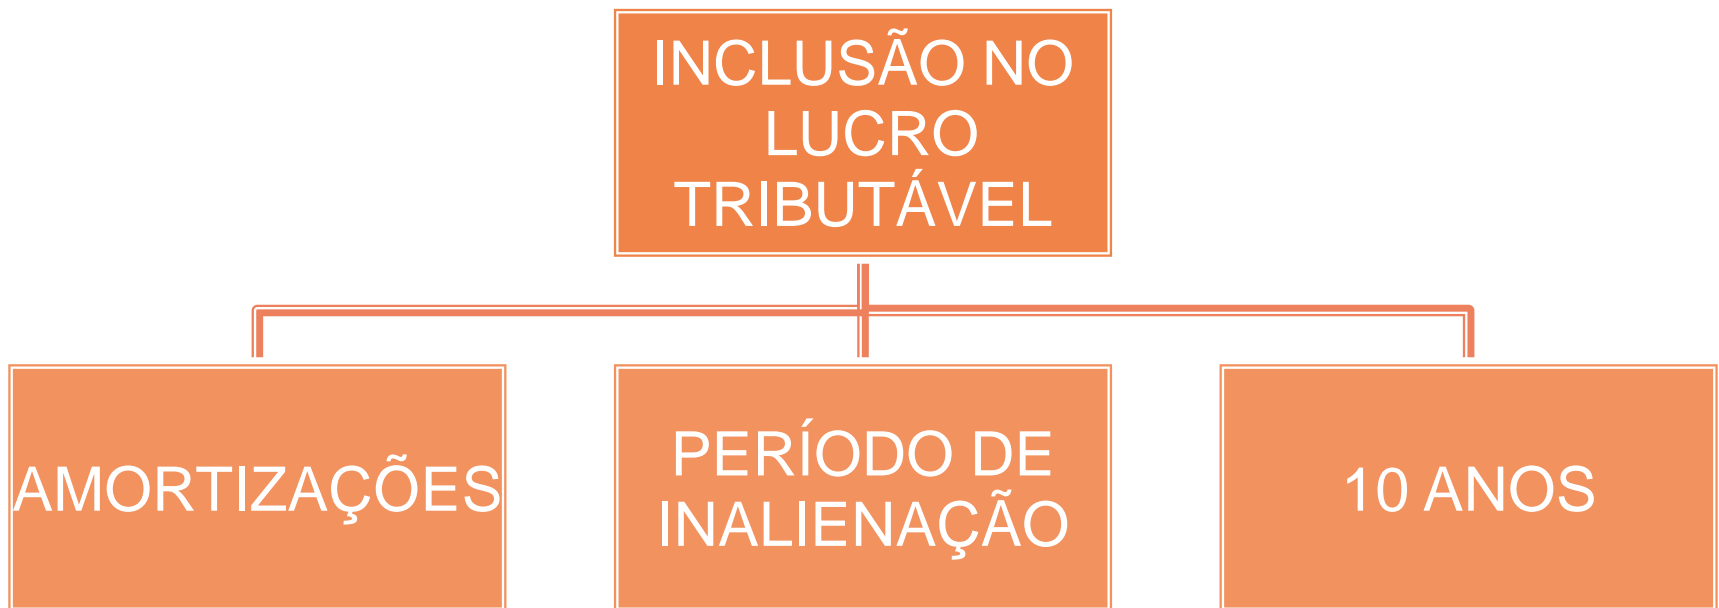 INCLUSÃO NO
LUCRO
TRIBUTÁVEL
AMORTIZAÇÕES
PERÍODO DE
INALIENAÇÃO
10 ANOS